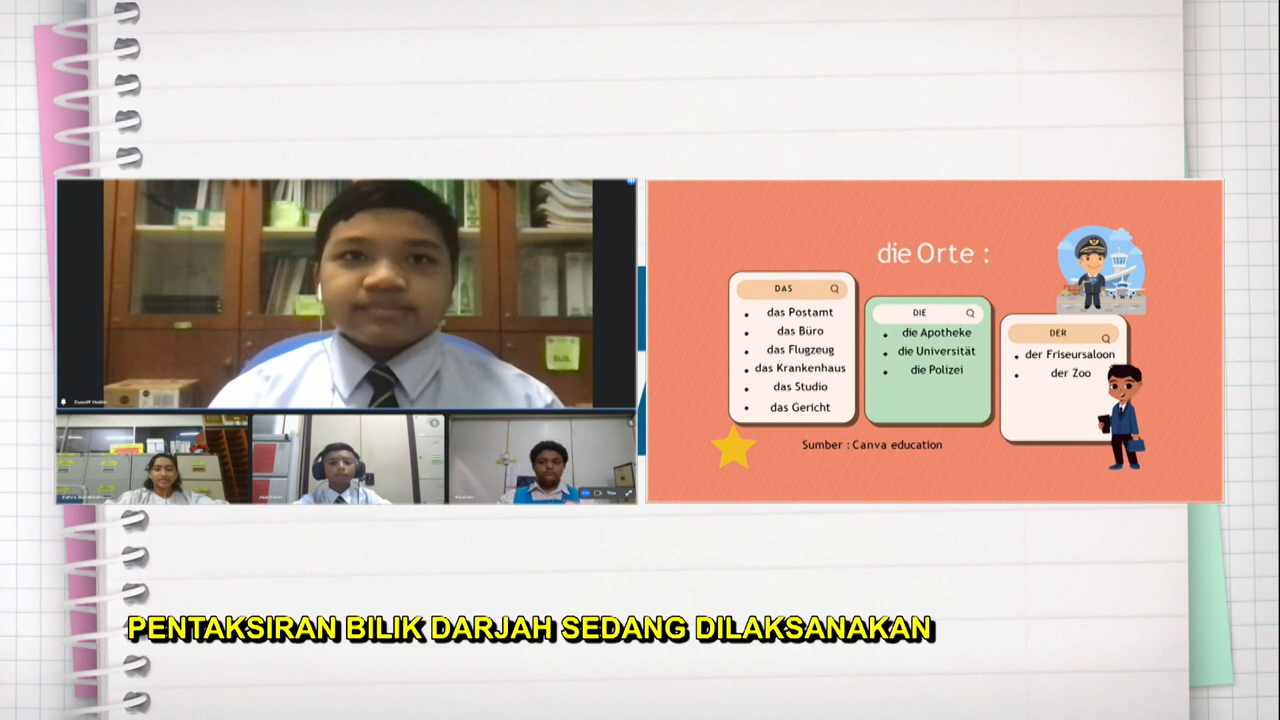 die Orte :
DAS
das Postamt
das Büro
das Flugzeug
das Krankenhaus
das Studio
das Gericht
DIE
die Apotheke
die Universität
die Polizei
DER
der Friseursaloon
der Zoo
Sumber : Canva education
You
PENTAKSIRAN BILIK DARJAH SEDANG DILAKSANAKAN